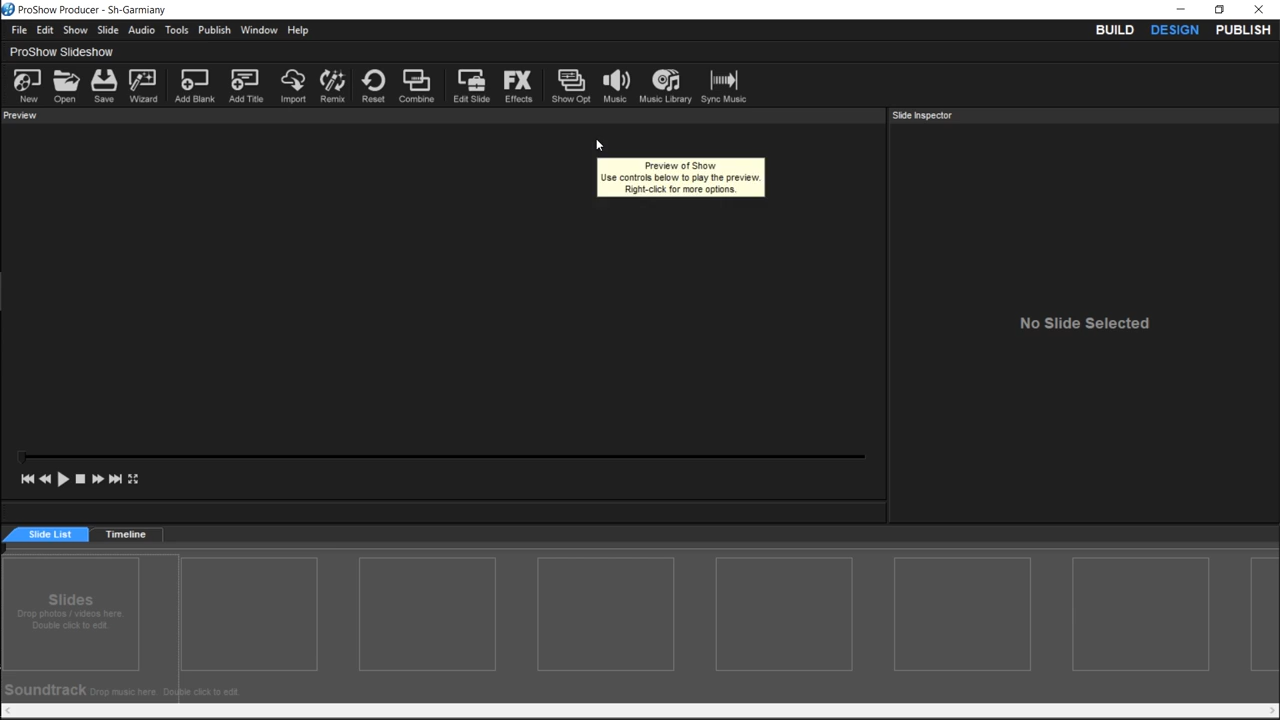 ProShow Producer - Sh-Garmiany
File Edit Show Slide Audio Tools Publish Window Help
BUILD DESIGN PUBLISH
ProShow Slideshow
New Open Save Wizard Add Blank Add Title Import Remix Reset Combine Edit Slide FX Effects Show Opt Music Music Library Sync Music
Preview
Slide Inspector
Preview of Show
Use controls below to play the preview.
Right-click for more options.
No Slide Selected
Slide List Timeline
Slides
Drop photos / videos here.
Double click to edit.
Soundtrack Drop music here. Double click to edit.